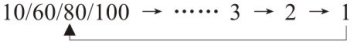 10/60/80/100 → …… 3 → 2 → 1